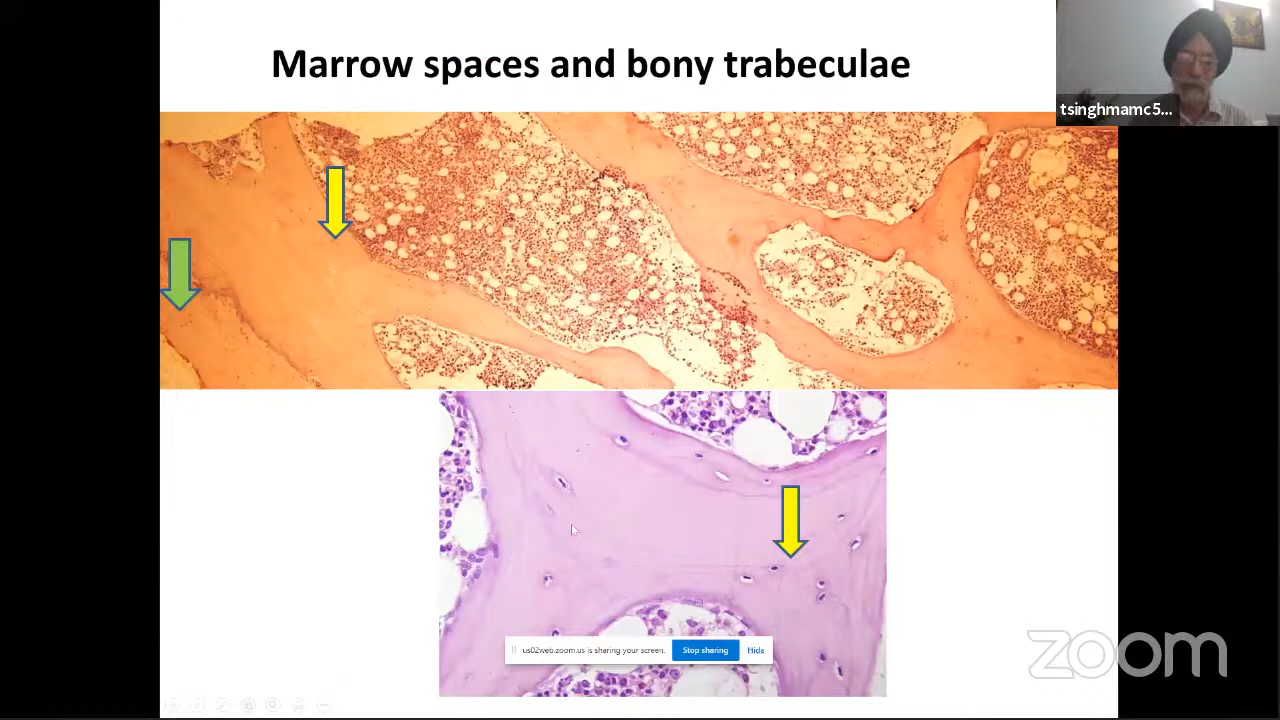 Marrow spaces and bony trabeculae
tsinghmamc5...
us02web.zoom.us is sharing your screen.
Stop sharing
Hide
zoom